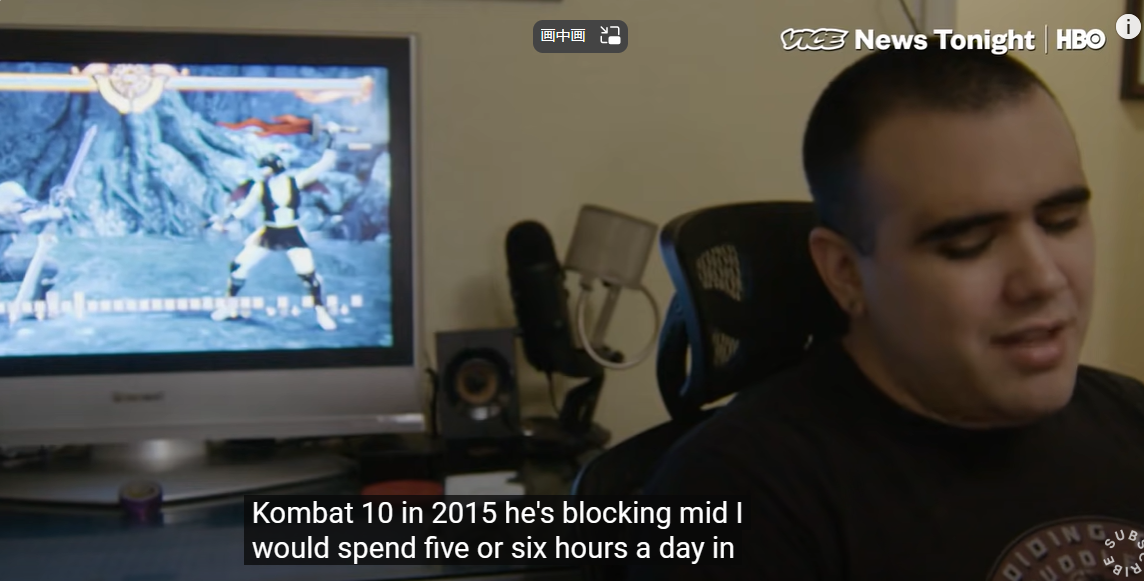 画中画
VICE News Tonight | HBO
i
Kombat 10 in 2015 he's blocking mid I
would spend five or six hours a day in
SUBSCRIBE